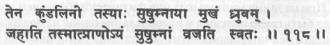 तेन कुंडलिनी तस्याः सुषुम्नाया मुखं ध्रुवम् ।
जहाति तस्मात्प्राणोऽयं सुषुम्नां व्रजति स्वतः ॥ ११८ ॥